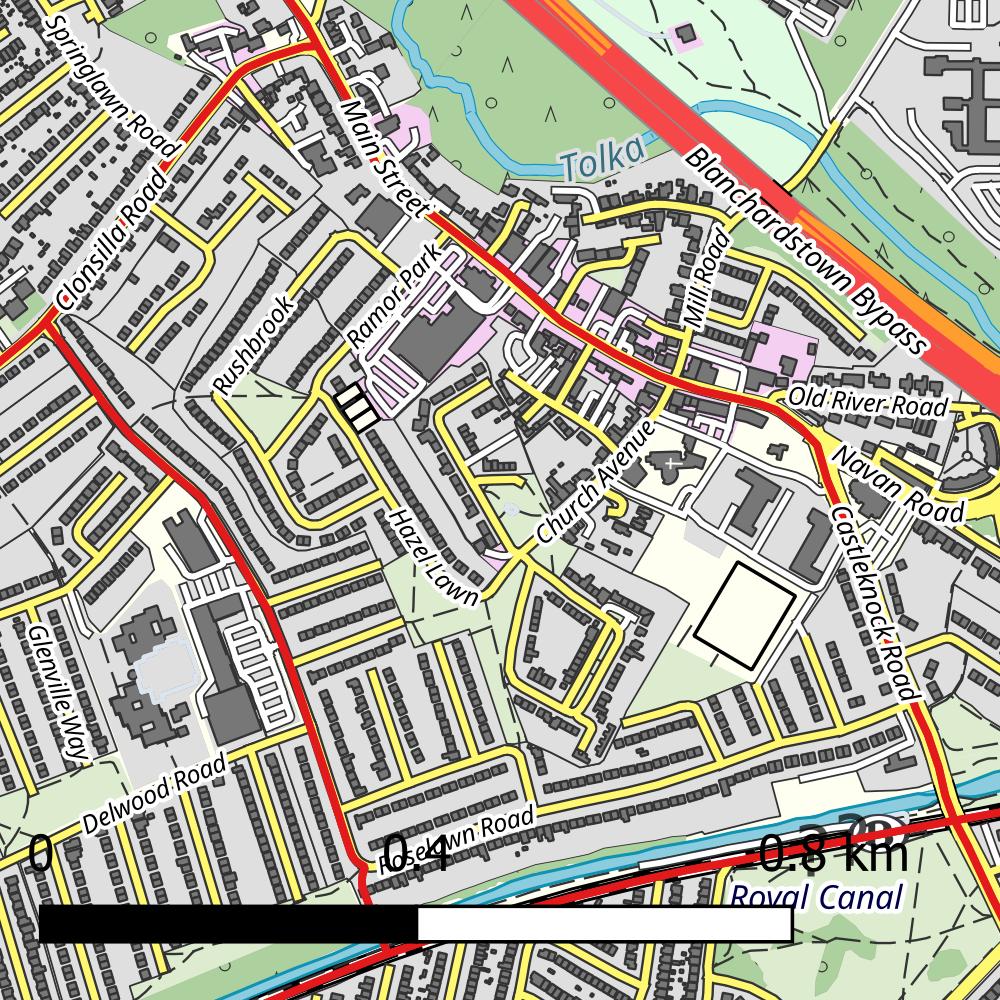 Springlawn Road
Main Street
Tolka
Blanchardstown Bypass
Clonsilla Road
Ramor Park
Mill Road
Rushbrook
Old River Road
Church Avenue
Navan Road
Hazel Lawn
Castleknock Road
Glenville Way
Delwood Road
Roselawn Road
0 0.4 0.8 km
Royal Canal